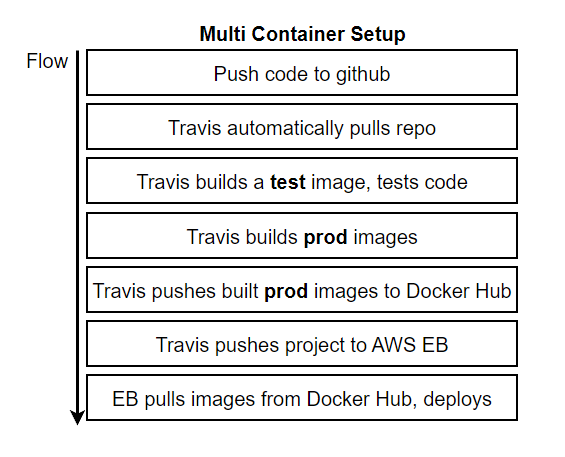 Multi Container Setup
Flow
Push code to github
Travis automatically pulls repo
Travis builds a test image, tests code
Travis builds prod images
Travis pushes built prod images to Docker Hub
Travis pushes project to AWS EB
EB pulls images from Docker Hub, deploys